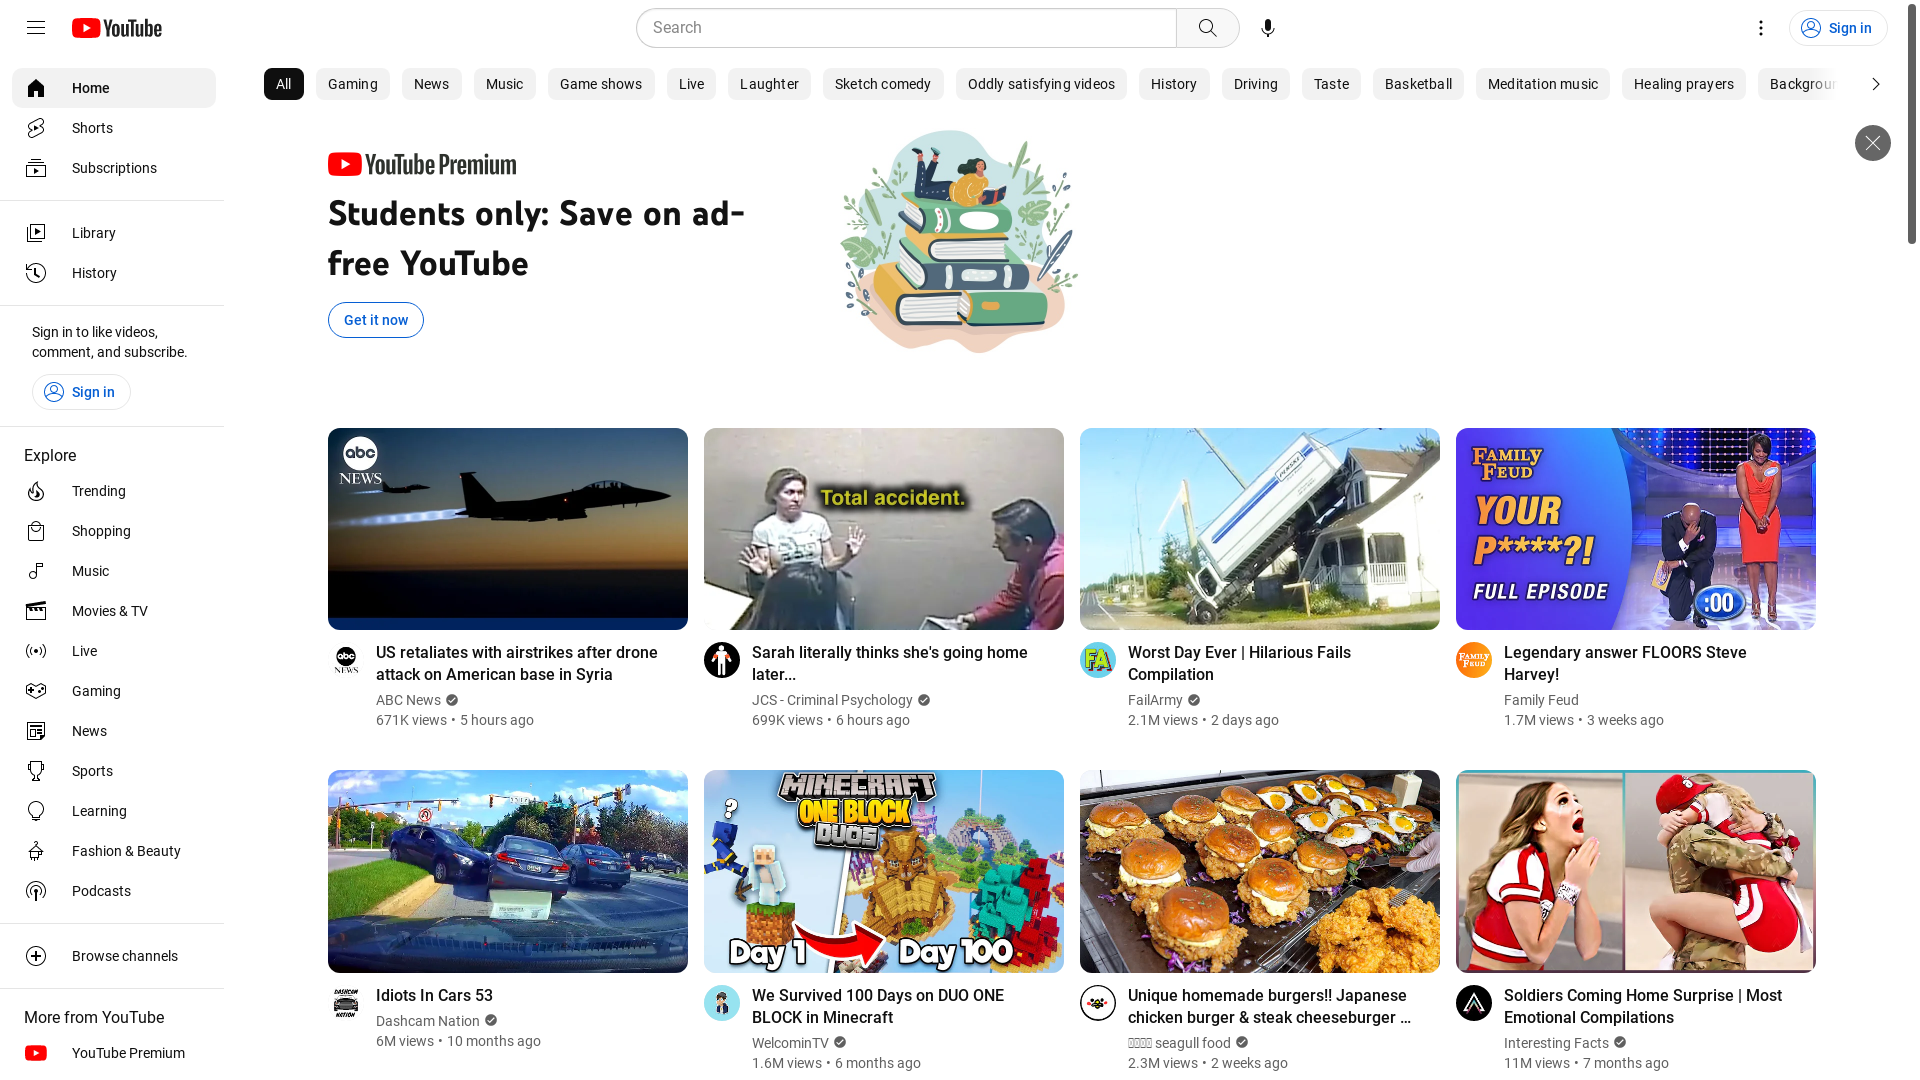 YouTube
Search
Sign in
Home
Shorts
Subscriptions
Library
History
Sign in to like videos,
comment, and subscribe.
Sign in
Explore
Trending
Shopping
Music
Movies & TV
Live
Gaming
News
Sports
Learning
Fashion & Beauty
Podcasts
Browse channels
More from YouTube
YouTube Premium
All Gaming News Music Game shows Live Laughter Sketch comedy Oddly satisfying videos History Driving Taste Basketball Meditation music Healing prayers Backgroun
YouTube Premium
Students only: Save on ad-
free YouTube
Get it now
abc
NEWS
abc
NEWS
US retaliates with airstrikes after drone
attack on American base in Syria
ABC News
671K views • 5 hours ago
Total accident.
Sarah literally thinks she's going home
later...
JCS - Criminal Psychology
699K views • 6 hours ago
PENSKE
FA
Worst Day Ever | Hilarious Fails
Compilation
FailArmy
2.1M views • 2 days ago
FAMILY
FEUD
YOUR
P****?!
FULL EPISODE
:00
FAMILY
FEUD
Legendary answer FLOORS Steve
Harvey!
Family Feud
1.7M views • 3 weeks ago
DASHCAM
NATION
Idiots In Cars 53
Dashcam Nation
6M views • 10 months ago
MINECRAFT
ONE BLOCK
DUOS
?
Day 1
Day 100
We Survived 100 Days on DUO ONE
BLOCK in Minecraft
WelcominTV
1.6M views • 6 months ago
Unique homemade burgers!! Japanese
chicken burger & steak cheeseburger ...
seagull food
2.3M views • 2 weeks ago
Soldiers Coming Home Surprise | Most
Emotional Compilations
Interesting Facts
11M views • 7 months ago